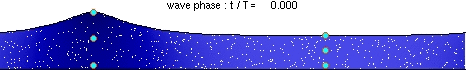 wave phase : t / T = 0.000